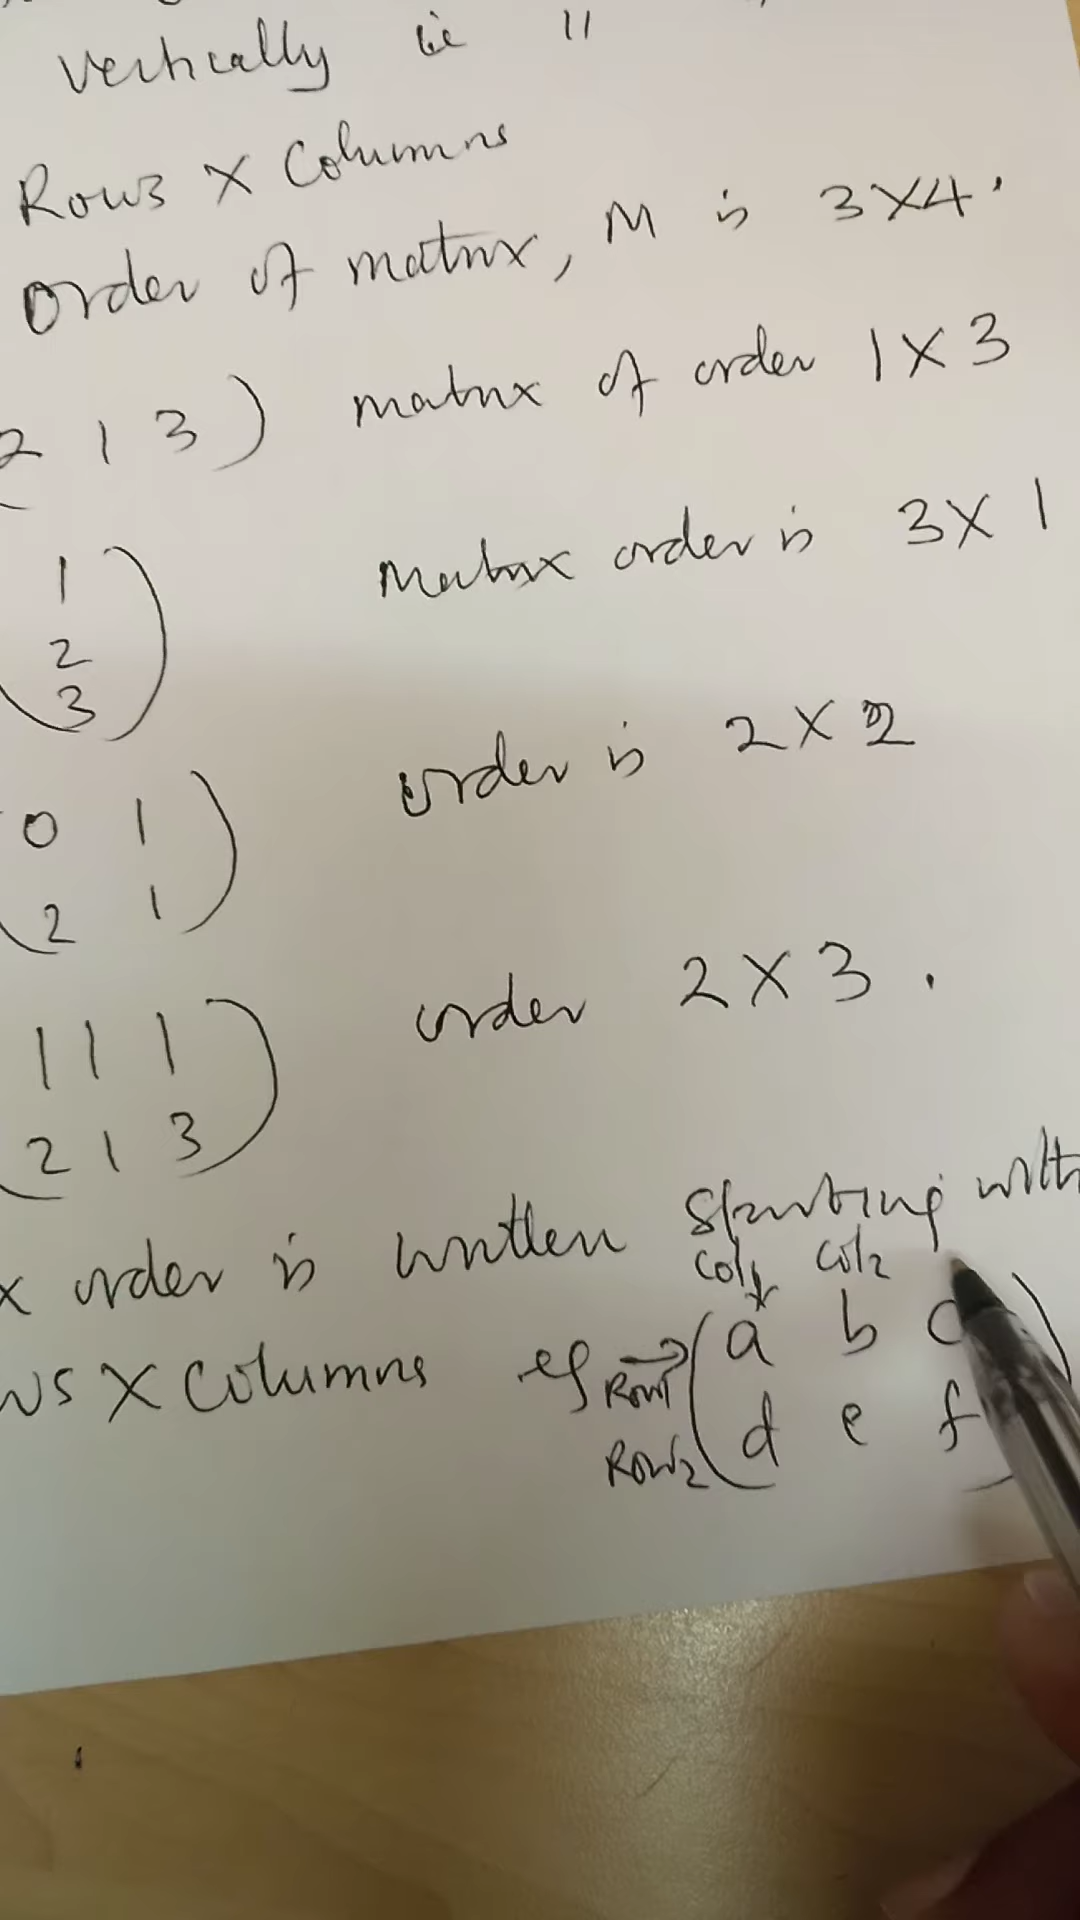 vertically ie "
Rows X Columns
Order of matrix, M is 3X4.
2 1 3) matrix of order 1X3
1
2
3) Matrix order is 3X1
0 1
2 1) order is 2X2
1 1 1
2 1 3) order 2X3.
x order is written starting with
ws X Columns eg
Col1 Col2
Row1 (a b c
Row2 d e f